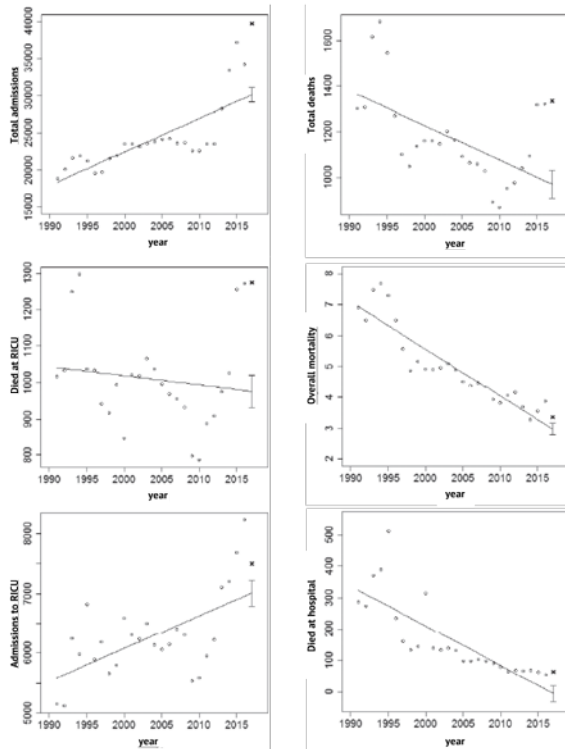 Total admissions
40000
35000
30000
25000
20000
15000
1990 1995 2000 2005 2010 2015
year
Total deaths
1600
1400
1200
1000
1990 1995 2000 2005 2010 2015
year
Died at RICU
1300
1200
1100
1000
900
800
1990 1995 2000 2005 2010 2015
year
Overall mortality
8
7
6
5
4
3
2
1990 1995 2000 2005 2010 2015
year
Admissions to RICU
8000
7000
6000
5000
1990 1995 2000 2005 2010 2015
year
Died at hospital
500
400
300
200
100
0
1990 1995 2000 2005 2010 2015
year